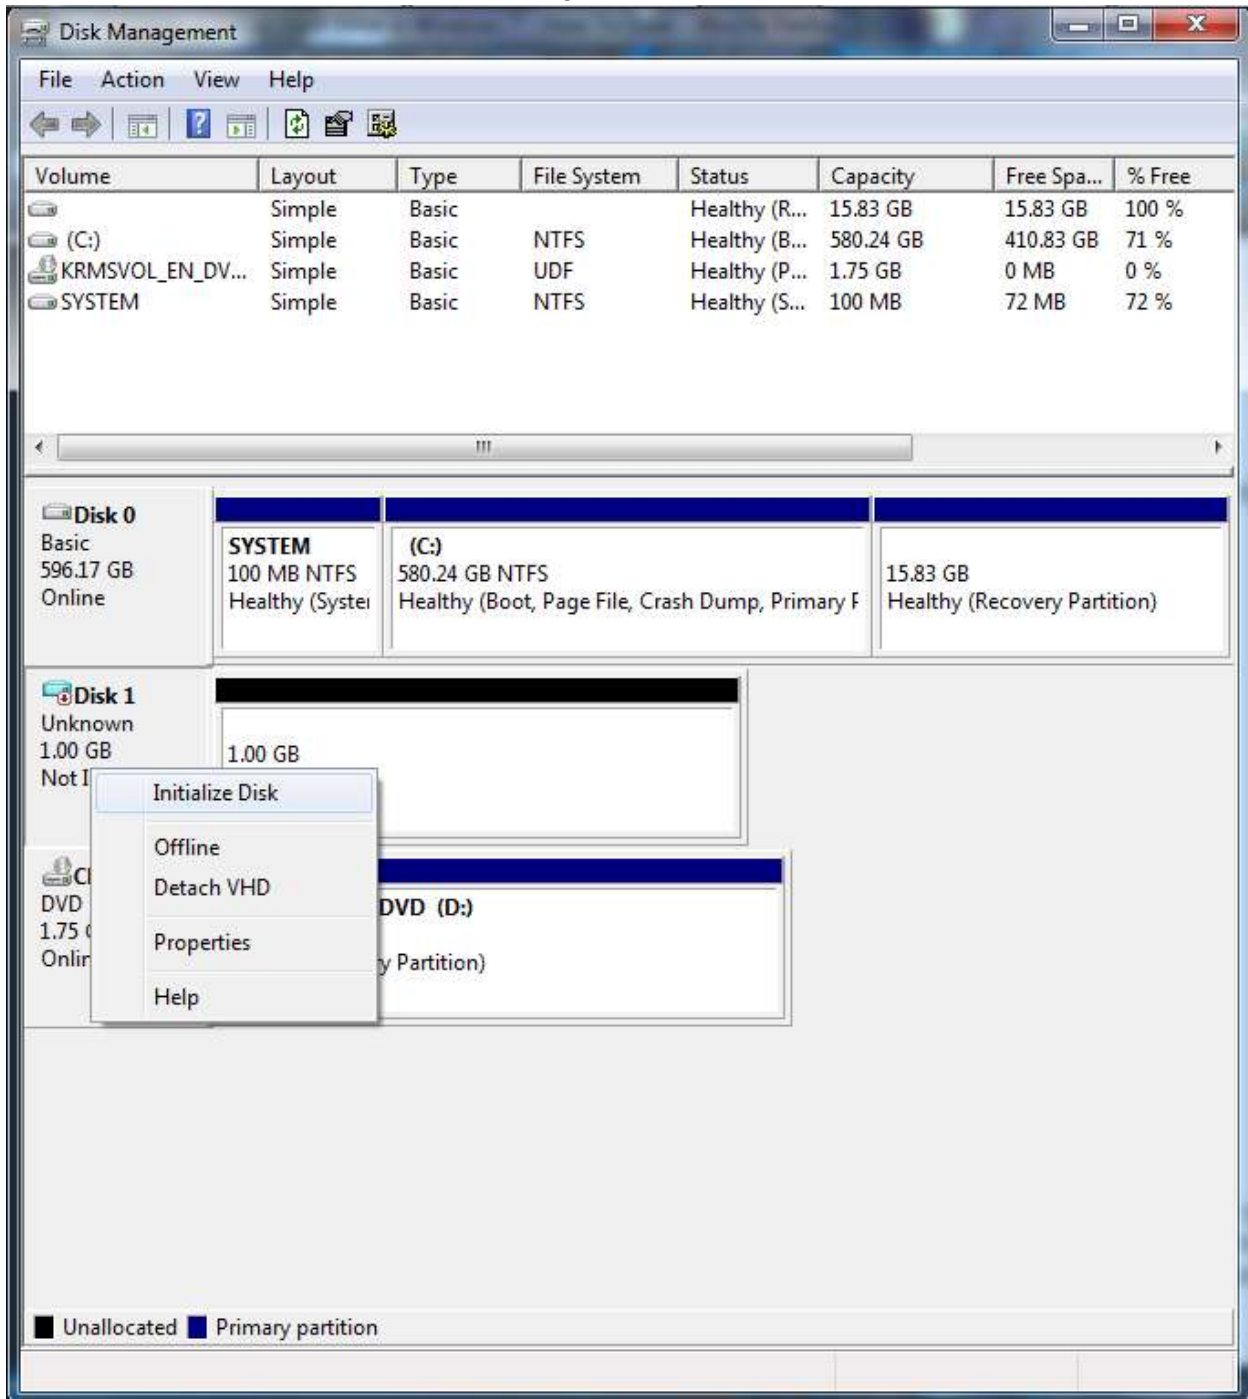 Disk Management
File Action View Help
Volume Layout Type File System Status Capacity Free Spa... % Free
Simple Basic Healthy (R... 15.83 GB 15.83 GB 100 %
(C:) Simple Basic NTFS Healthy (B... 580.24 GB 410.83 GB 71 %
KRMSVOL_EN_DV... Simple Basic UDF Healthy (P... 1.75 GB 0 MB 0 %
SYSTEM Simple Basic NTFS Healthy (S... 100 MB 72 MB 72 %
Disk 0
Basic
596.17 GB
Online
SYSTEM
100 MB NTFS
Healthy (System
(C:)
580.24 GB NTFS
Healthy (Boot, Page File, Crash Dump, Primary P
15.83 GB
Healthy (Recovery Partition)
Disk 1
Unknown
1.00 GB
Not I
1.00 GB
Initialize Disk
Offline
Detach VHD
Properties
Help
DVD
1.75
Onlin
DVD (D:)
y Partition)
Unallocated Primary partition